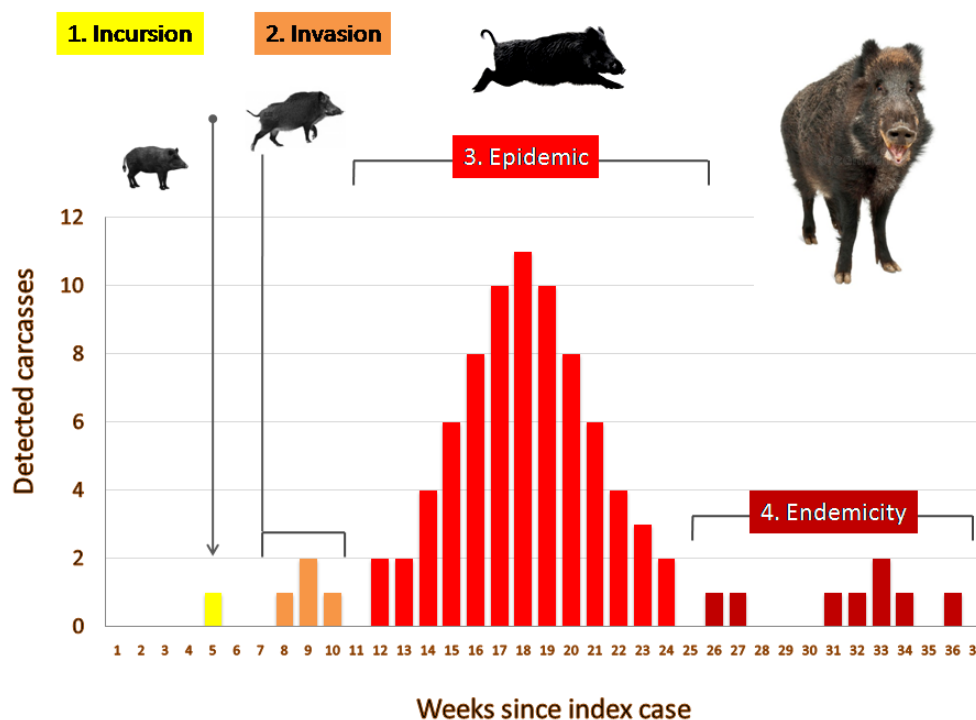 1. Incursion
2. Invasion
3. Epidemic
12
10
8
6
4
2
0
Detected carcasses
4. Endemicity
1 2 3 4 5 6 7 8 9 10 11 12 13 14 15 16 17 18 19 20 21 22 23 24 25 26 27 28 29 30 31 32 33 34 35 36 3
Weeks since index case